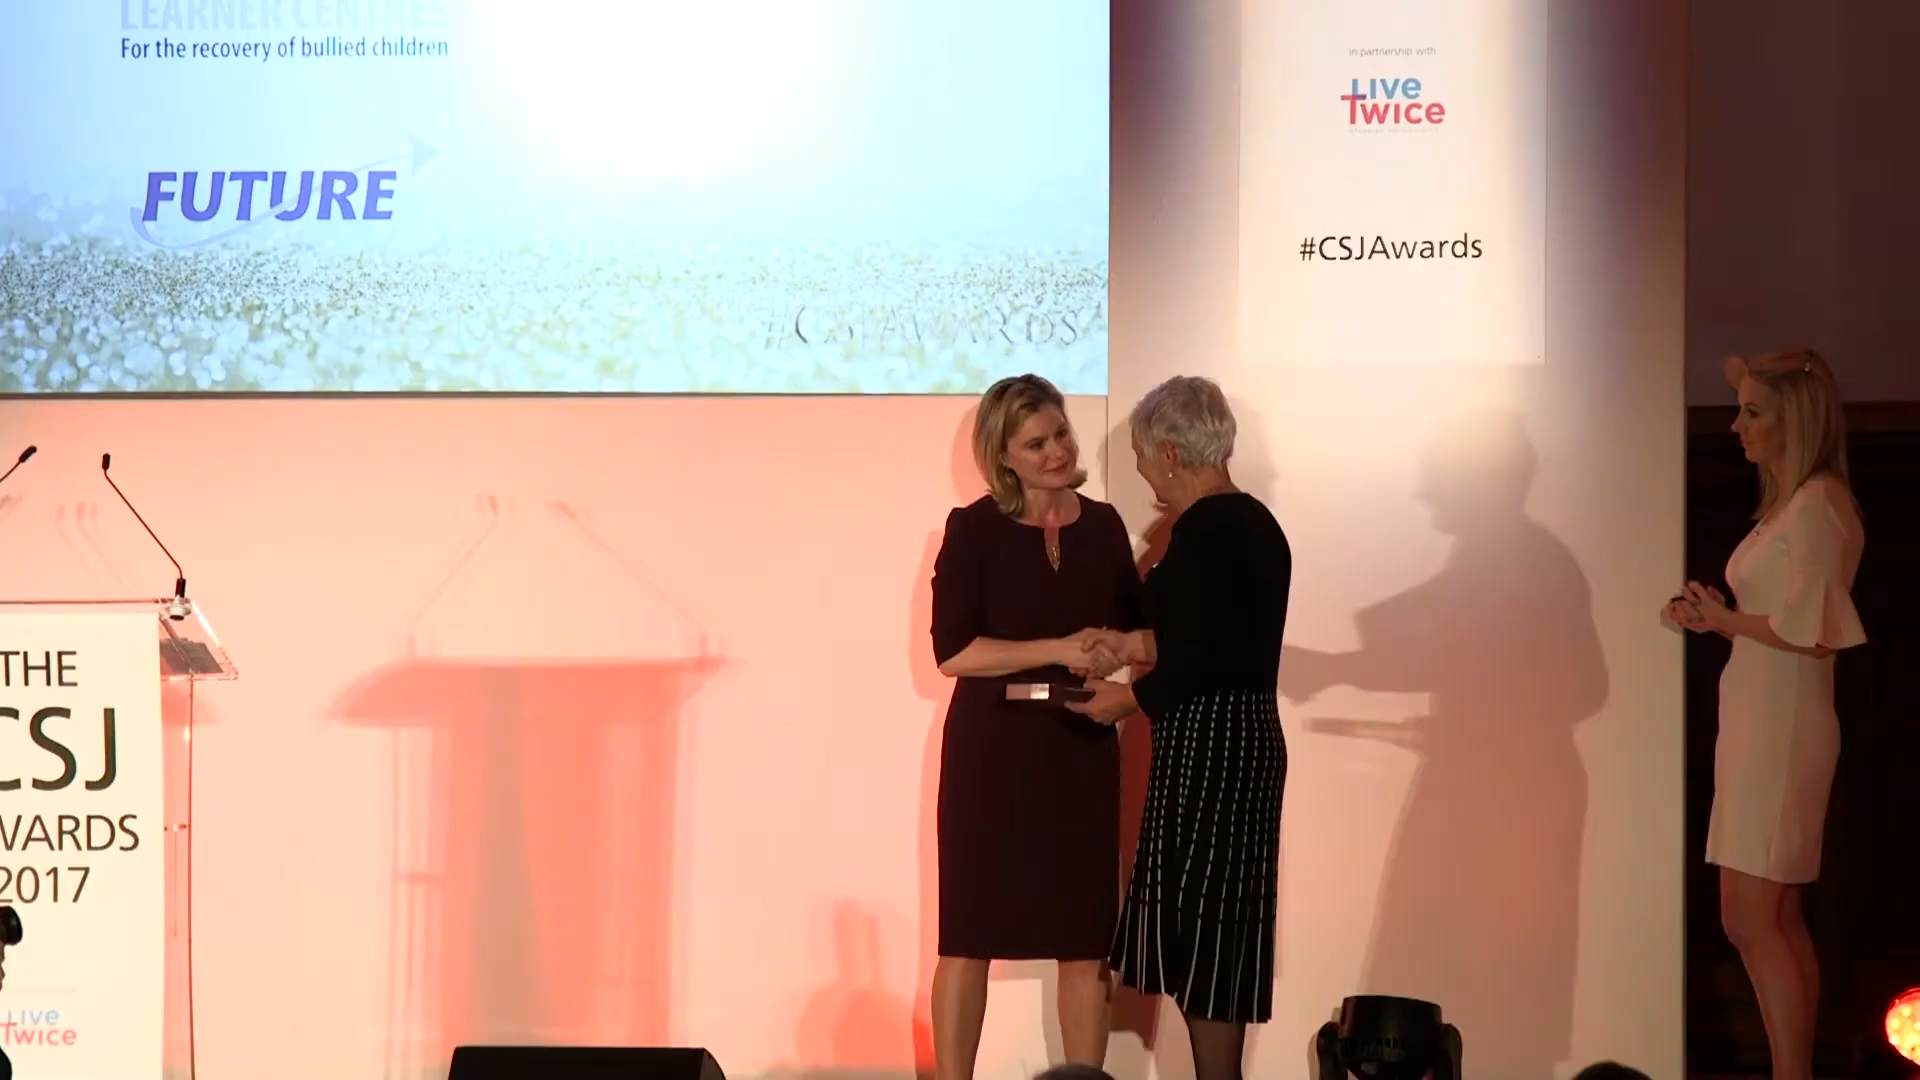 LEARNER CENTRES
For the recovery of bullied children
FUTURE
#CSJAWARDS
in partnership with
LIVE
TWICE
#CSJAwards
THE
CSJ
WARDS
2017
LIVE
TWICE